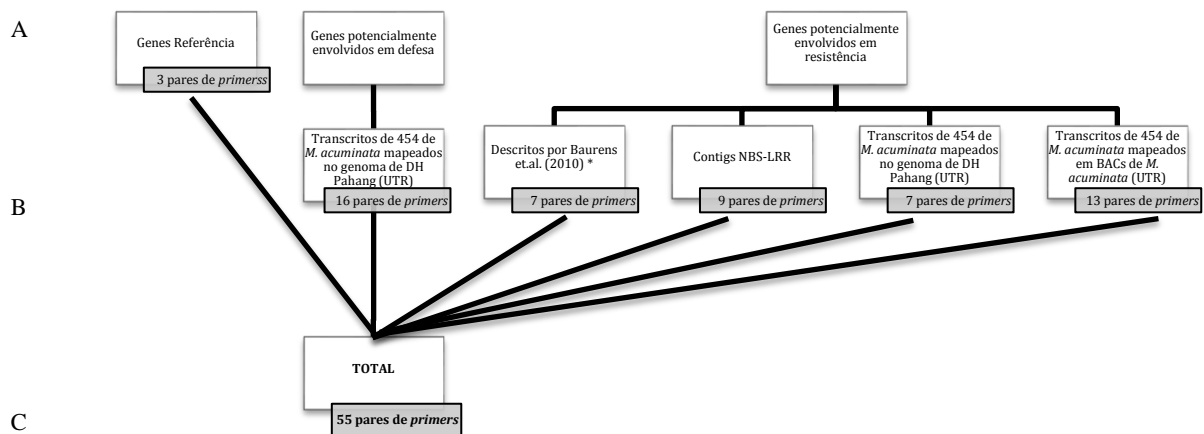 A
Genes Referência
3 pares de primerss
Genes potencialmente
envolvidos em defesa
Genes potencialmente
envolvidos em
resistência
Transcritos de 454 de
M. acuminata mapeados
no genoma de DH
Pahang (UTR)
16 pares de primers
Descritos por Baurens
et.al. (2010) *
7 pares de primers
Contigs NBS-LRR
9 pares de primers
Transcritos de 454 de
M. acuminata mapeados
no genoma de DH
Pahang (UTR)
7 pares de primers
Transcritos de 454 de
M. acuminata mapeados
em BACs de M.
acuminata (UTR)
13 pares de primers
B
TOTAL
55 pares de primers
C